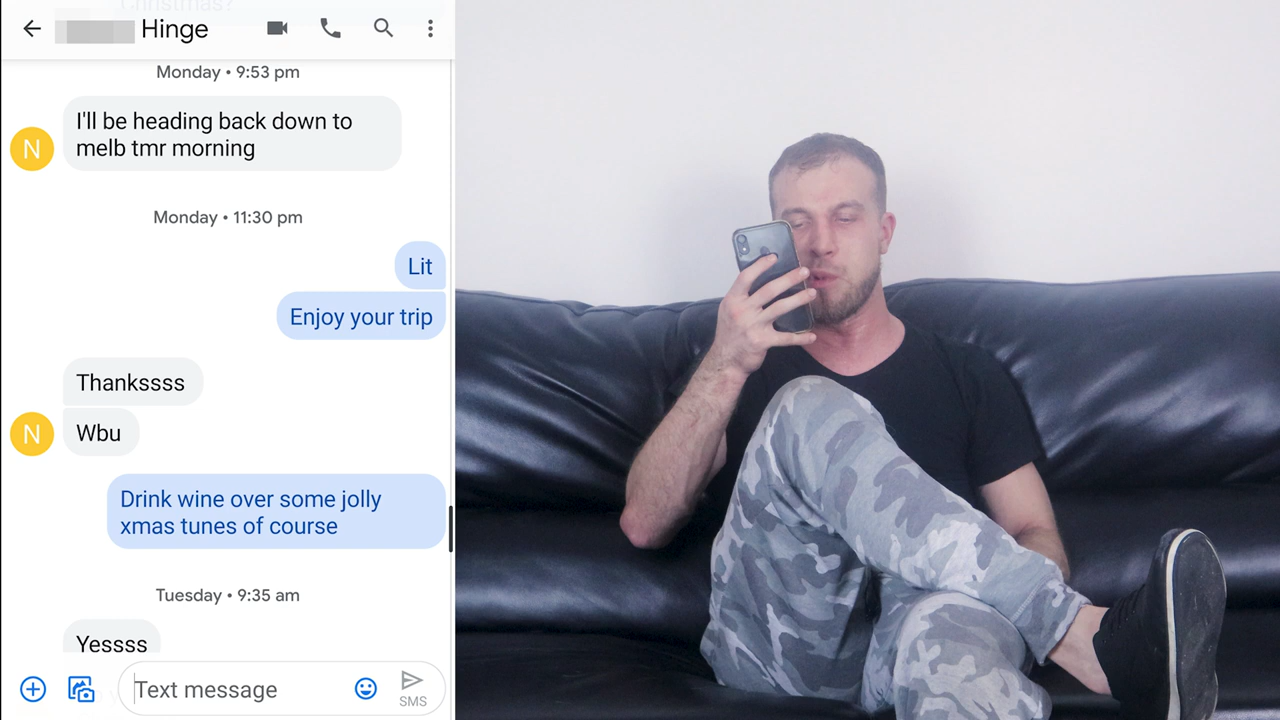 Christmas?
Hinge
Monday • 9:53 pm
I'll be heading back down to
melb tmr morning
N
Monday • 11:30 pm
Lit
Enjoy your trip
Thankssss
Wbu
N
Drink wine over some jolly
xmas tunes of course
Tuesday • 9:35 am
Yessss
Text message
SMS